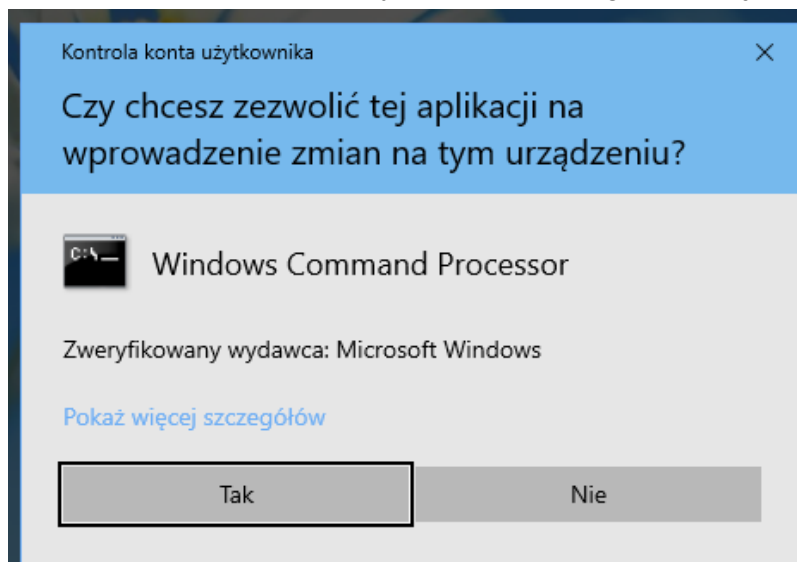 Kontrola konta użytkownika
Czy chcesz zezwolić tej aplikacji na
wprowadzenie zmian na tym urządzeniu?
C:\
Windows Command Processor
Zweryfikowany wydawca: Microsoft Windows
Pokaż więcej szczegółów
Tak
Nie